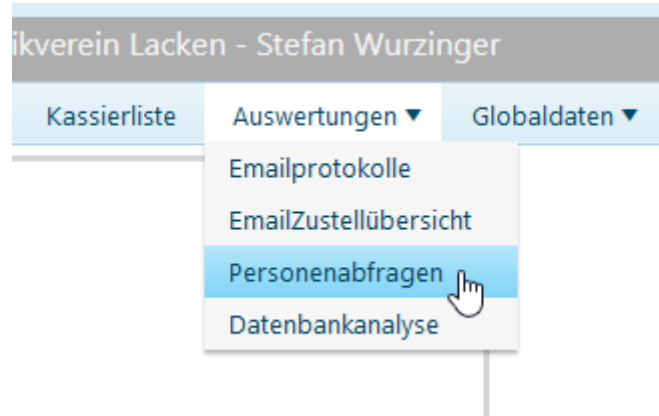 ikverein Lacken - Stefan Wurzinger
Kassierliste Auswertungen ▼ Globaldaten ▼
Emailprotokolle
EmailZustellübersicht
Personenabfragen
Datenbankanalyse